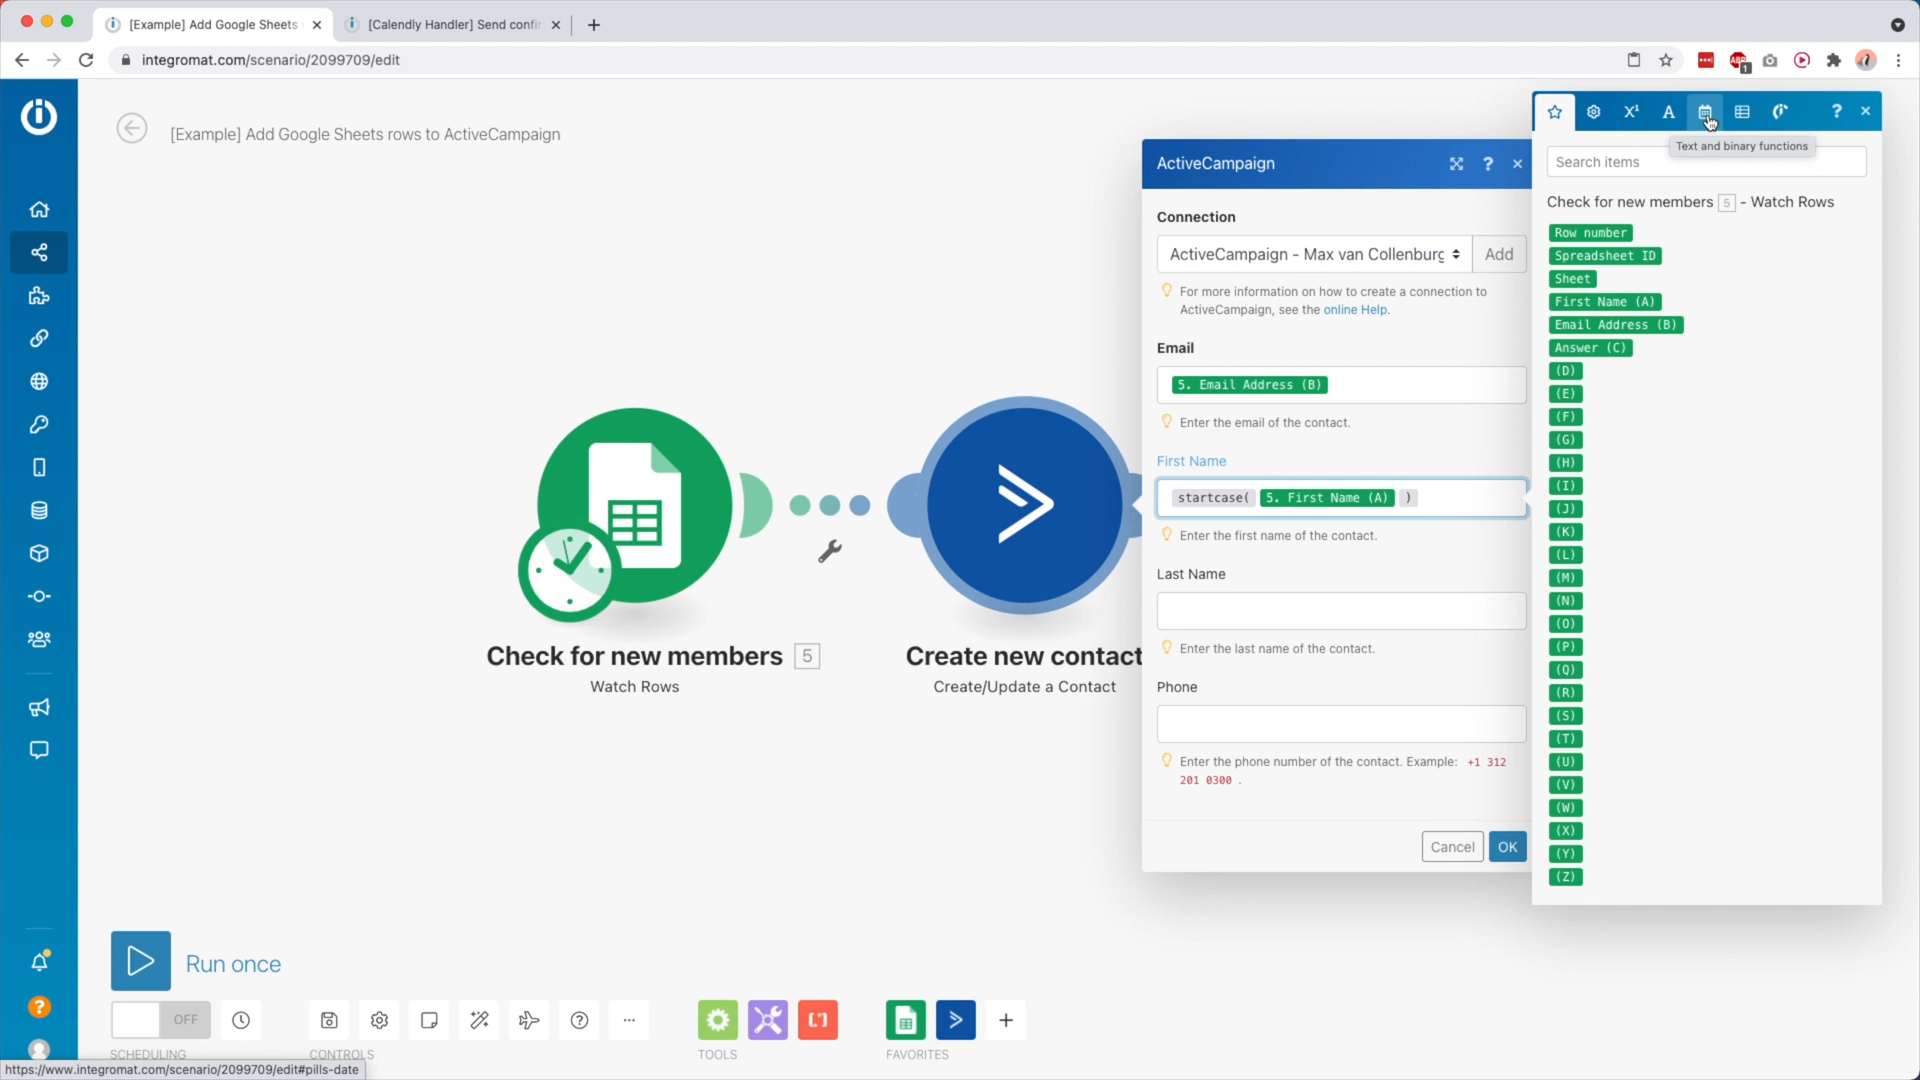 [Example] Add Google Sheets
[Calendly Handler] Send confir
integromat.com/scenario/2099709/edit
1
[Example] Add Google Sheets rows to ActiveCampaign
Check for new members 5
Watch Rows
Create new contact
Create/Update a Contact
ActiveCampaign
?
Connection
ActiveCampaign - Max van Collenburg
Add
For more information on how to create a connection to
ActiveCampaign, see the online Help.
Email
5. Email Address (B)
Enter the email of the contact.
First Name
startcase( 5. First Name (A) )
Enter the first name of the contact.
Last Name
Enter the last name of the contact.
Phone
Enter the phone number of the contact. Example: +1 312
201 0300 .
Cancel
OK
A
?
Text and binary functions
Search items
Check for new members 5 - Watch Rows
Row number
Spreadsheet ID
Sheet
First Name (A)
Email Address (B)
Answer (C)
(D)
(E)
(F)
(G)
(H)
(I)
(J)
(K)
(L)
(M)
(N)
(O)
(P)
(Q)
(R)
(S)
(T)
(U)
(V)
(W)
(X)
(Y)
(Z)
Run once
OFF
SCHEDULING
CONTROLS
TOOLS
FAVORITES
https://www.integromat.com/scenario/2099709/edit#pills-date